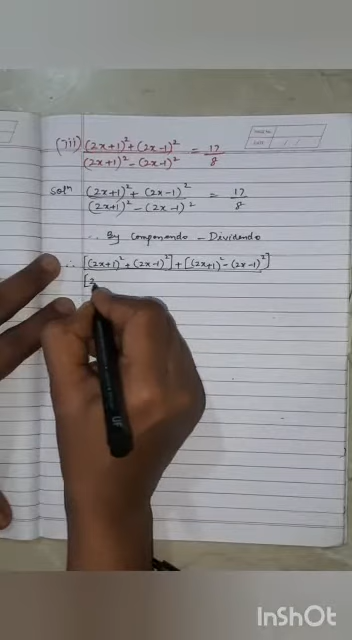 (vii) (2x+1)²+(2x-1)² / (2x+1)²-(2x-1)² = 17/8
Soln (2x+1)²+(2x-1)² / (2x+1)²-(2x-1)² = 17/8
∴ By Componendo - Dividendo
∴ [(2x+1)²+(2x-1)²]+[(2x+1)²-(2x-1)²]
InShOt